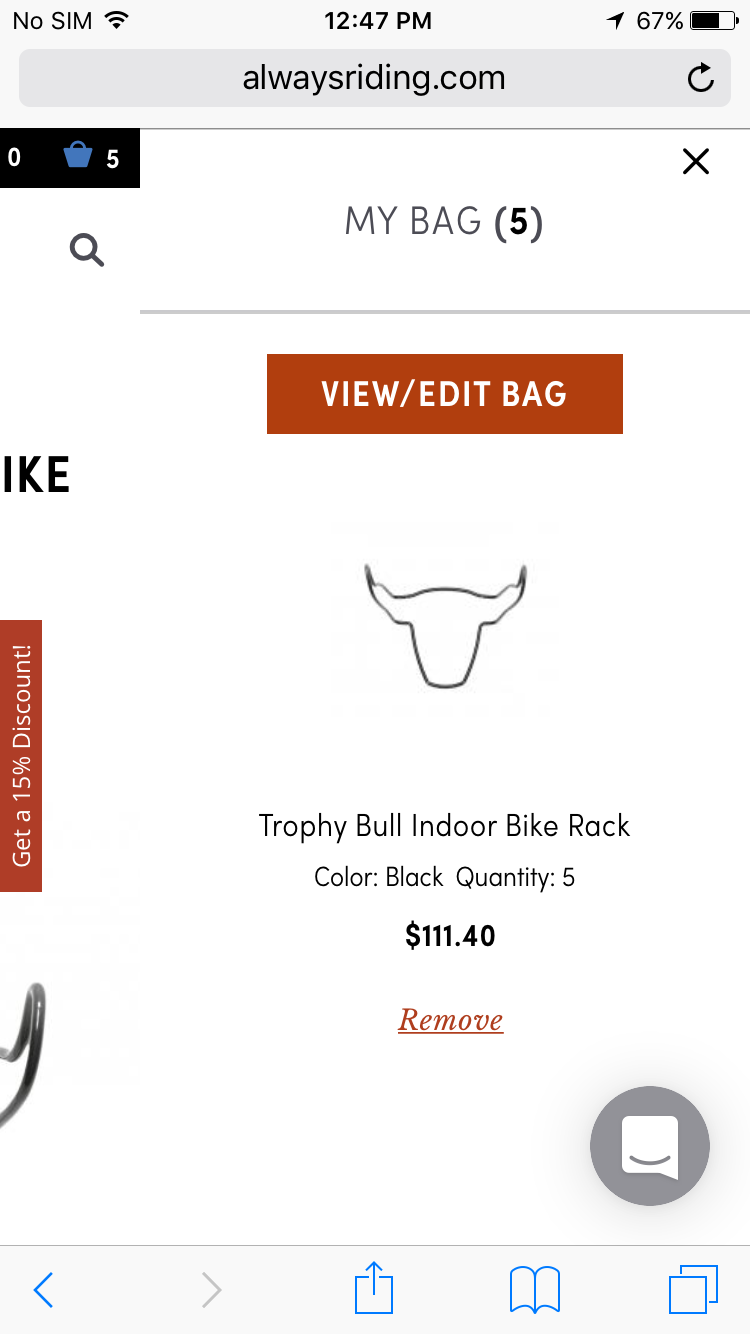 No SIM 12:47 PM 67%
alwaysriding.com
0 5
MY BAG (5)
VIEW/EDIT BAG
IKE
Get a 15% Discount!
Trophy Bull Indoor Bike Rack
Color: Black Quantity: 5
$111.40
Remove